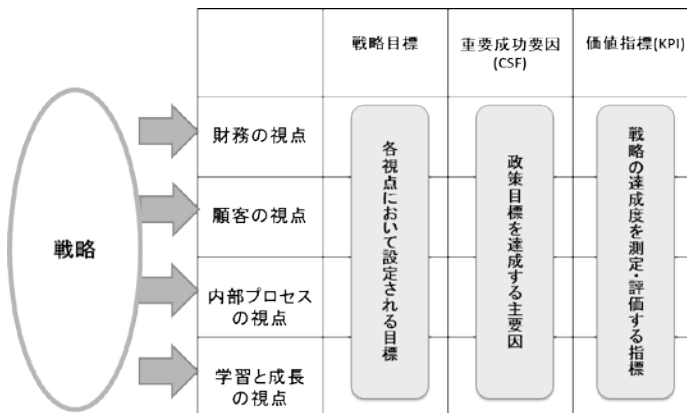 戦略目標
重要成功要因
(CSF)
価値指標(KPI)
戦略
財務の視点
顧客の視点
内部プロセス
の視点
学習と成長
の視点
各視点において設定される目標
政策目標を達成する主要因
戦略の達成度を測定・評価する指標